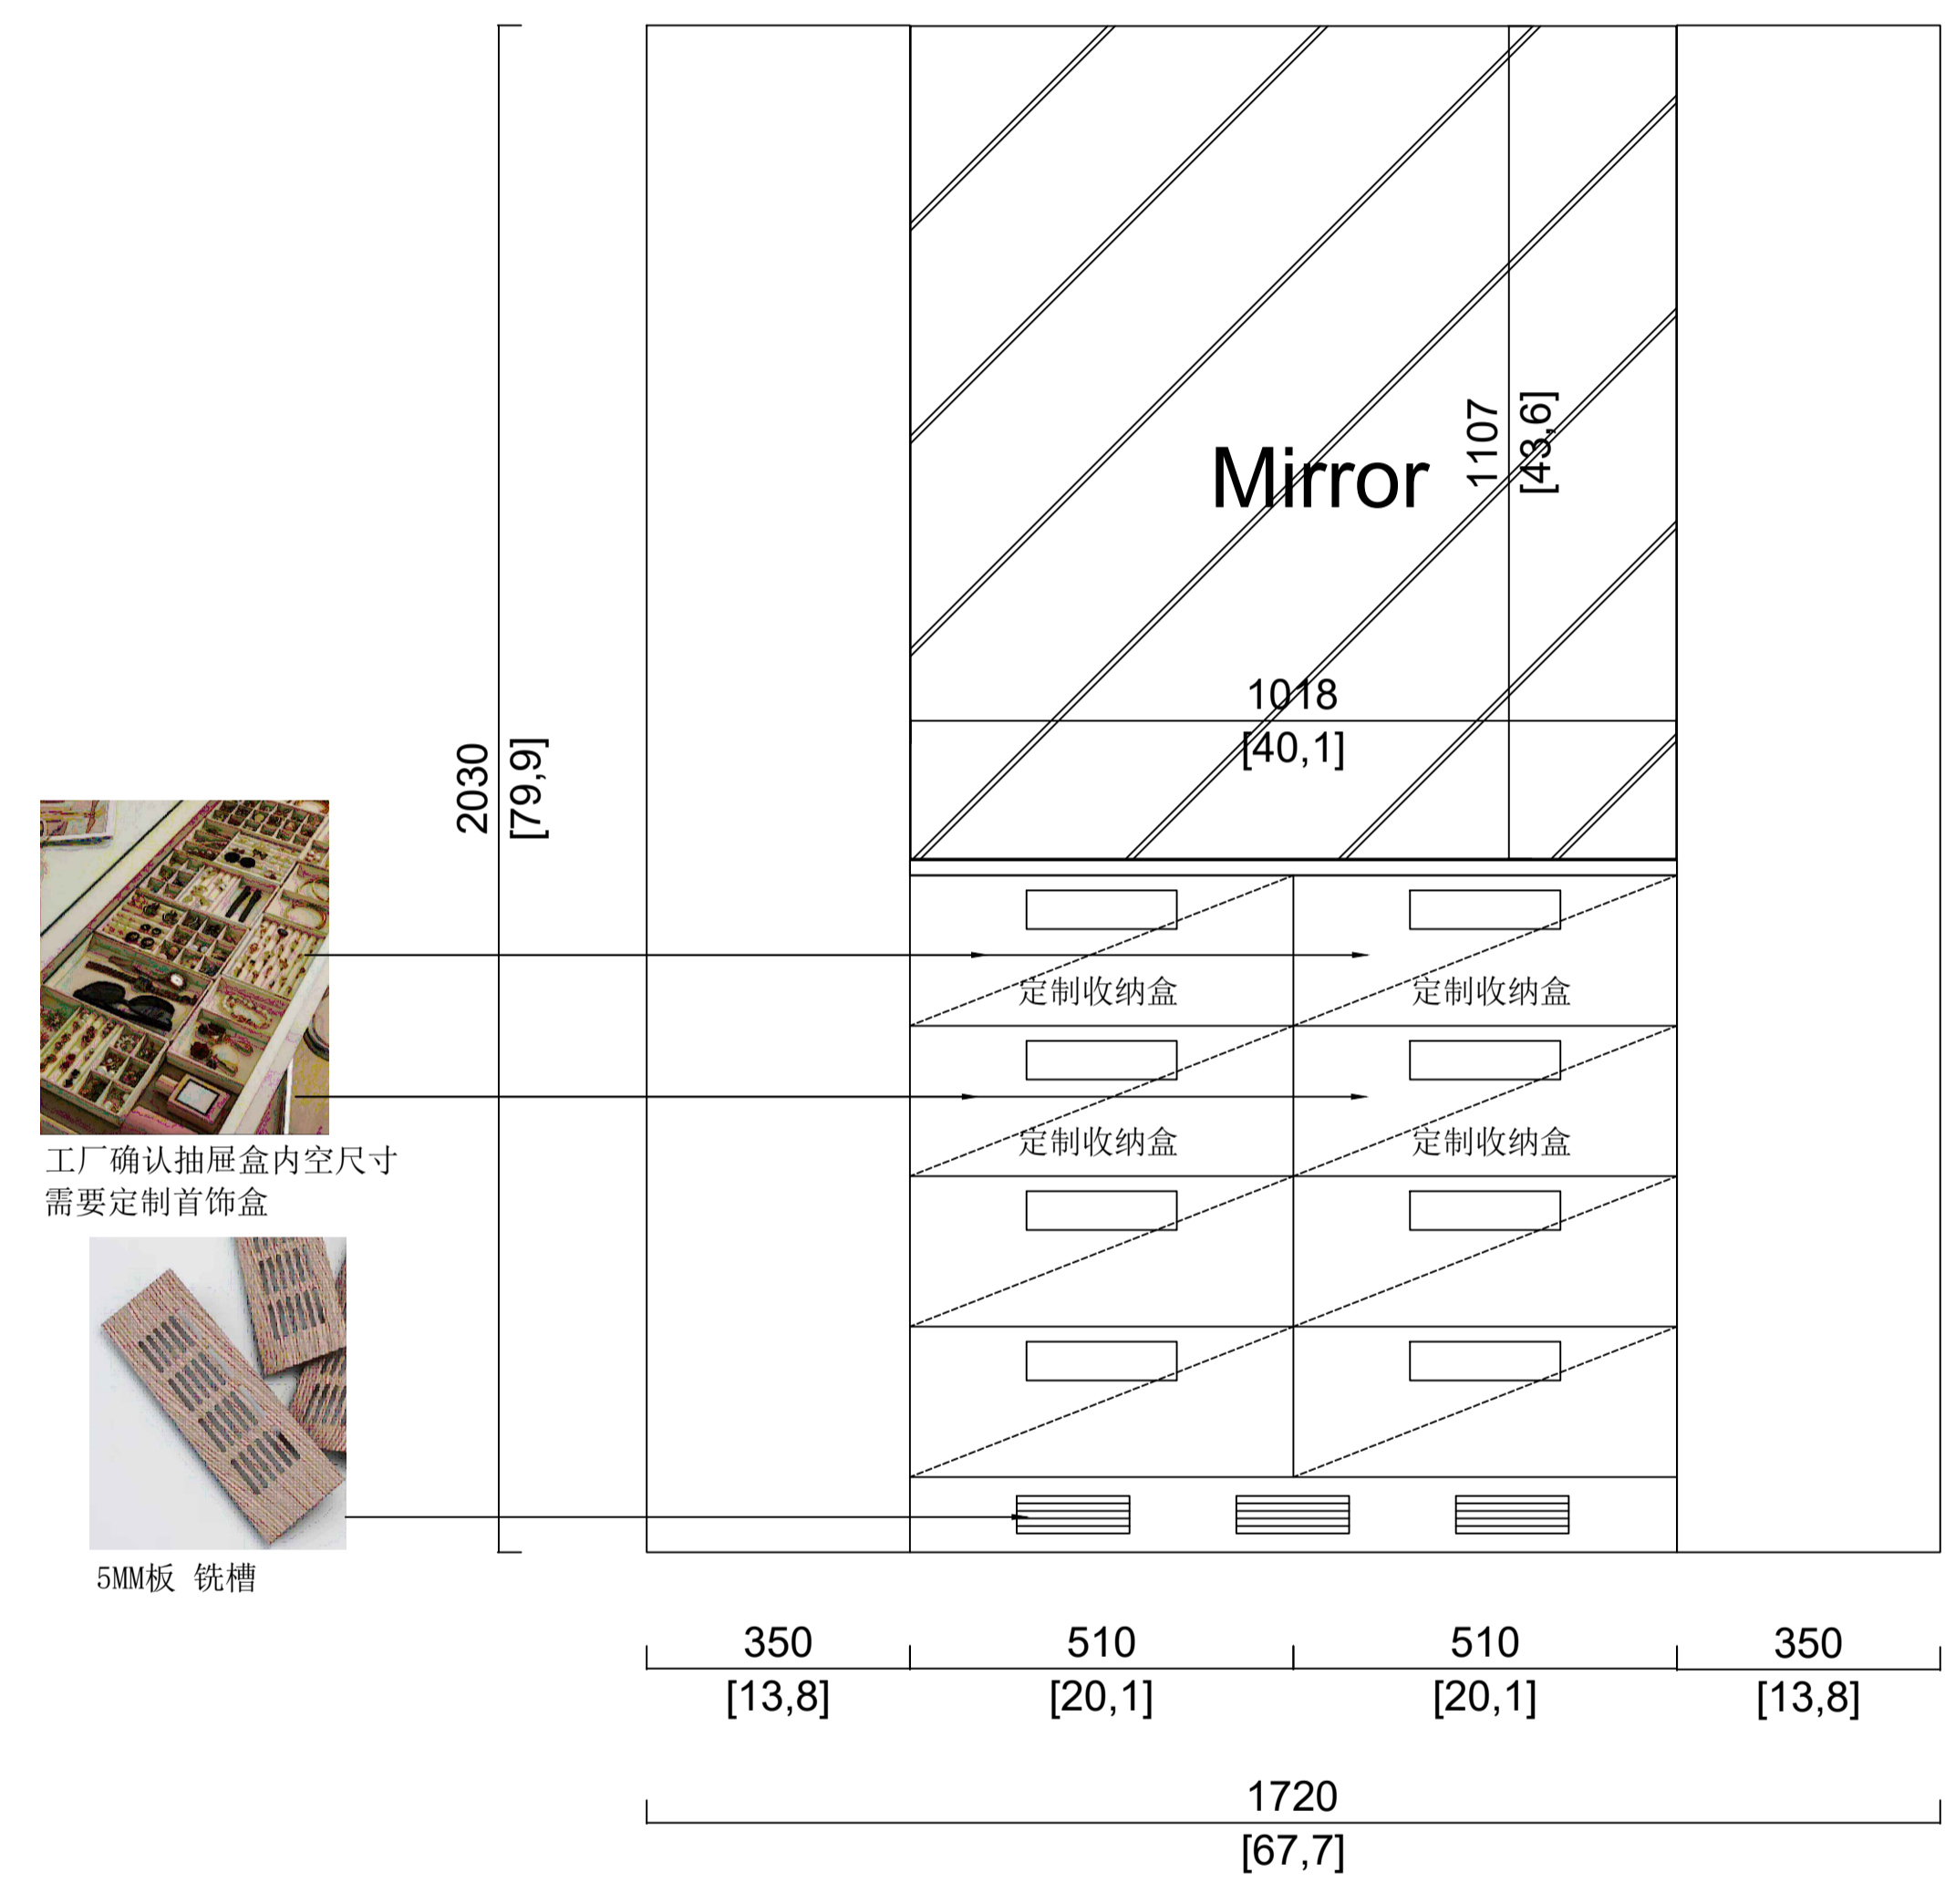 Mirror
1107
[43,6]
1018
[40,1]
2030
[79,9]
定制收纳盒
定制收纳盒
定制收纳盒
定制收纳盒
工厂确认抽屉盒内空尺寸
需要定制首饰盒
5MM板 铣槽
350
510
510
350
[13,8]
[20,1]
[20,1]
[13,8]
1720
[67,7]